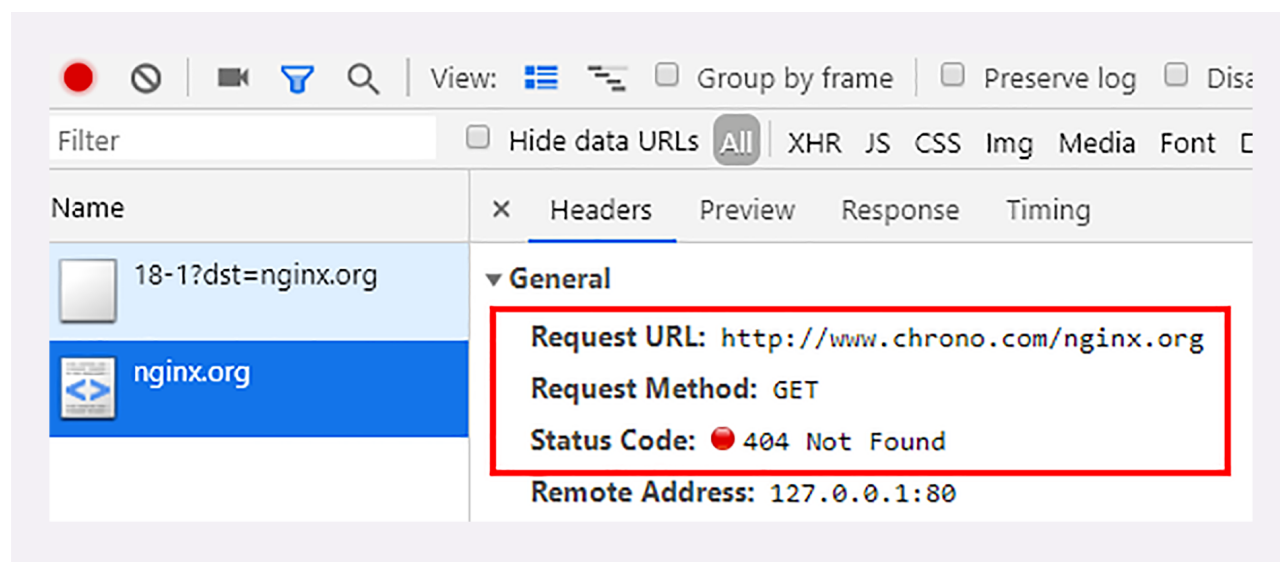 View: Group by frame Preserve log Disa
Filter Hide data URLs All XHR JS CSS Img Media Font D
Name × Headers Preview Response Timing
18-1?dst=nginx.org
nginx.org
▼ General
Request URL: http://www.chrono.com/nginx.org
Request Method: GET
Status Code: 404 Not Found
Remote Address: 127.0.0.1:80